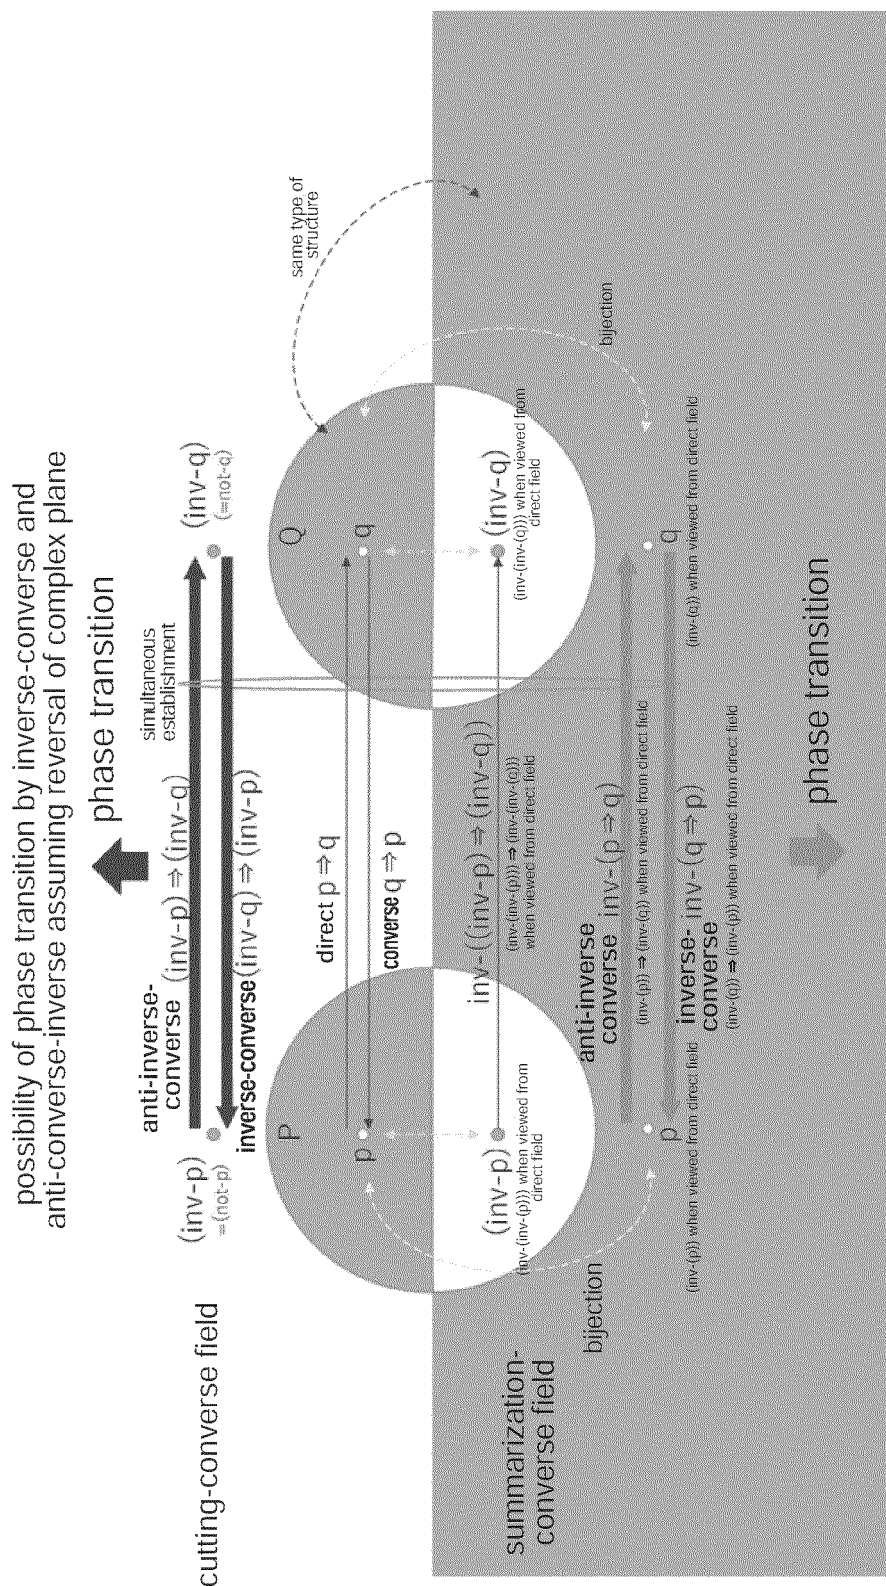 possibility of phase transition by inverse-converse and
anti-converse-inverse assuming reversal of complex plane
phase transition
cutting-converse field
(inv-p)
=(not-p)
anti-inverse-
converse (inv-p) ⇒ (inv-q)
simultaneous
establishment
(inv-q)
(=not-q)
inverse-converse (inv-q) ⇒ (inv-p)
same type of
structure
P
Q
direct p ⇒ q
p
q
converse q ⇒ p
summarization-
converse field
(inv-p)
(inv-(inv-(p))) when viewed from
direct field
inv-((inv-p) ⇒ (inv-q))
(inv-(inv-(p))) ⇒ (inv-(inv-(q)))
when viewed from direct field
(inv-q)
(inv-(inv-(q))) when viewed from
direct field
bijection
bijection
anti-inverse
converse inv-(p ⇒ q)
(inv-(p)) ⇒ (inv-(q)) when viewed from direct field
p
(inv-(p)) when viewed from direct field
q
(inv-(q)) when viewed from direct field
inverse- inv-(q ⇒ p)
converse
(inv-(q)) ⇒ (inv-(p)) when viewed from direct field
phase transition